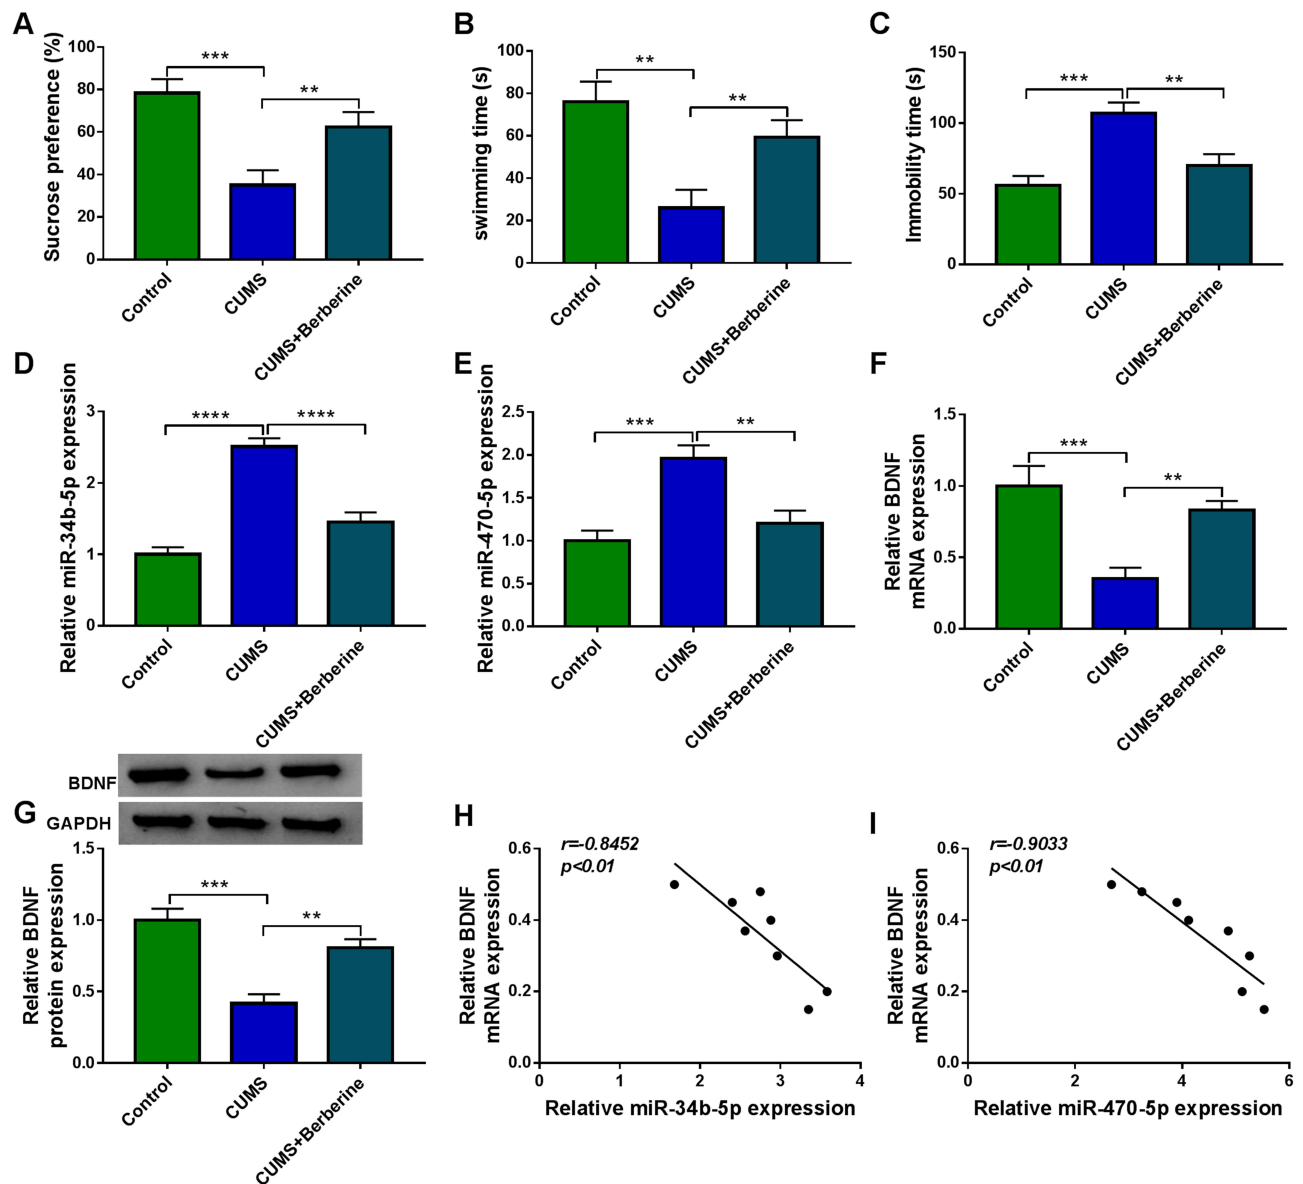 A
Sucrose preference (%)
100
80
60
40
20
0
***
**
Control
CUMS
CUMS+Berberine
B
swimming time (s)
100
80
60
40
20
0
**
**
Control
CUMS
CUMS+Berberine
C
Immobility time (s)
150
100
50
0
***
**
Control
CUMS
CUMS+Berberine
D
Relative miR-34b-5p expression
3
2
1
0
****
****
Control
CUMS
CUMS+Berberine
E
Relative miR-470-5p expression
2.5
2.0
1.5
1.0
0.5
0.0
***
**
Control
CUMS
CUMS+Berberine
F
Relative BDNF
mRNA expression
1.5
1.0
0.5
0.0
***
**
Control
CUMS
CUMS+Berberine
BDNF
GAPDH
G
Relative BDNF
protein expression
1.5
1.0
0.5
0.0
***
**
Control
CUMS
CUMS+Berberine
H
Relative BDNF
mRNA expression
0.6
0.4
0.2
0.0
r=-0.8452
p<0.01
0 1 2 3 4
Relative miR-34b-5p expression
I
Relative BDNF
mRNA expression
0.6
0.4
0.2
0.0
r=-0.9033
p<0.01
0 2 4 6
Relative miR-470-5p expression